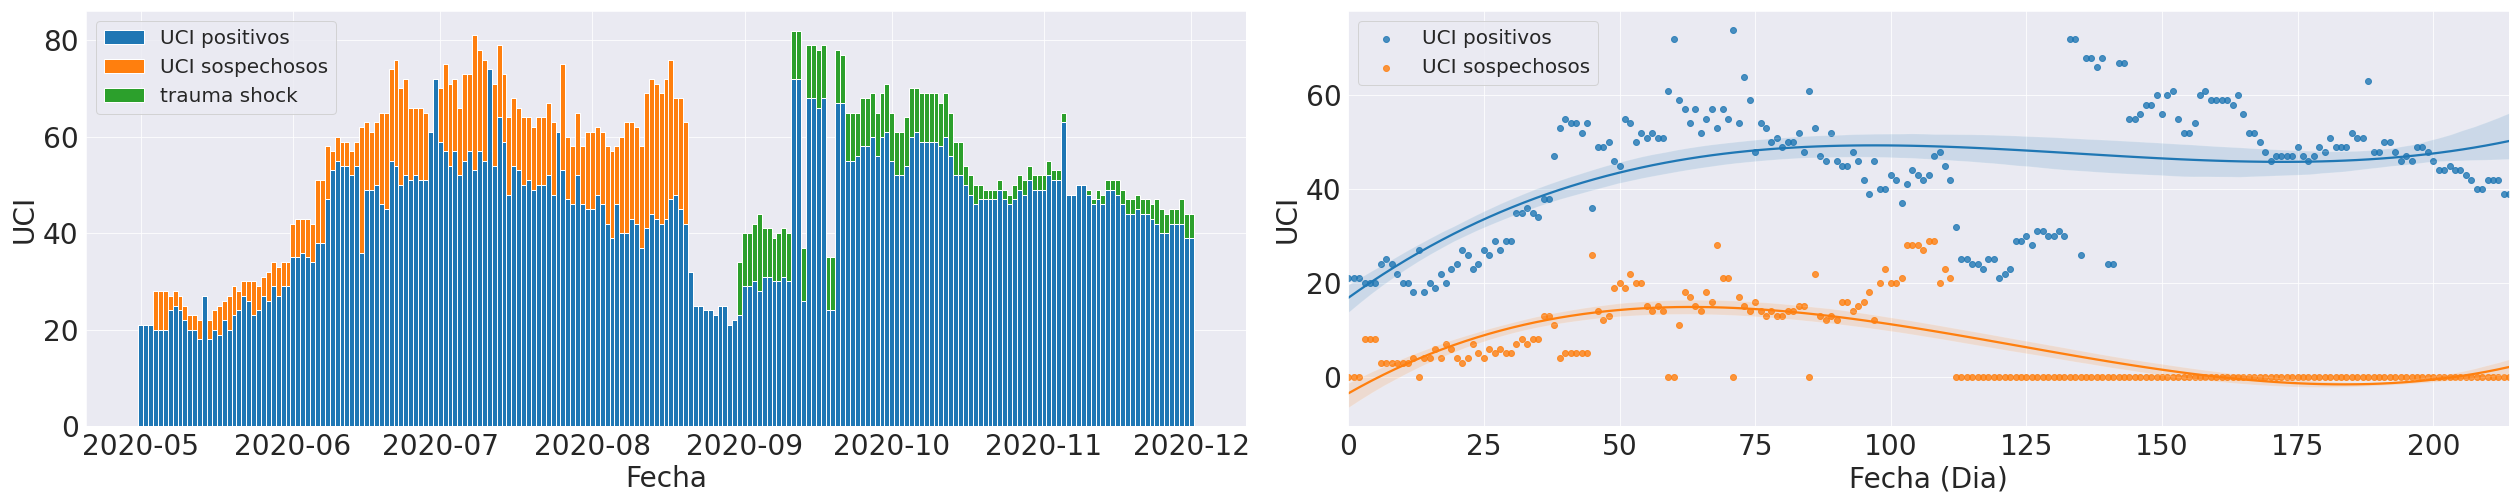 UCI positivos
UCI sospechosos
trauma shock
80
60
40
20
0
UCI
2020-05 2020-06 2020-07 2020-08 2020-09 2020-10 2020-11 2020-12
Fecha
UCI positivos
UCI sospechosos
60
40
20
0
UCI
0 25 50 75 100 125 150 175 200
Fecha (Dia)